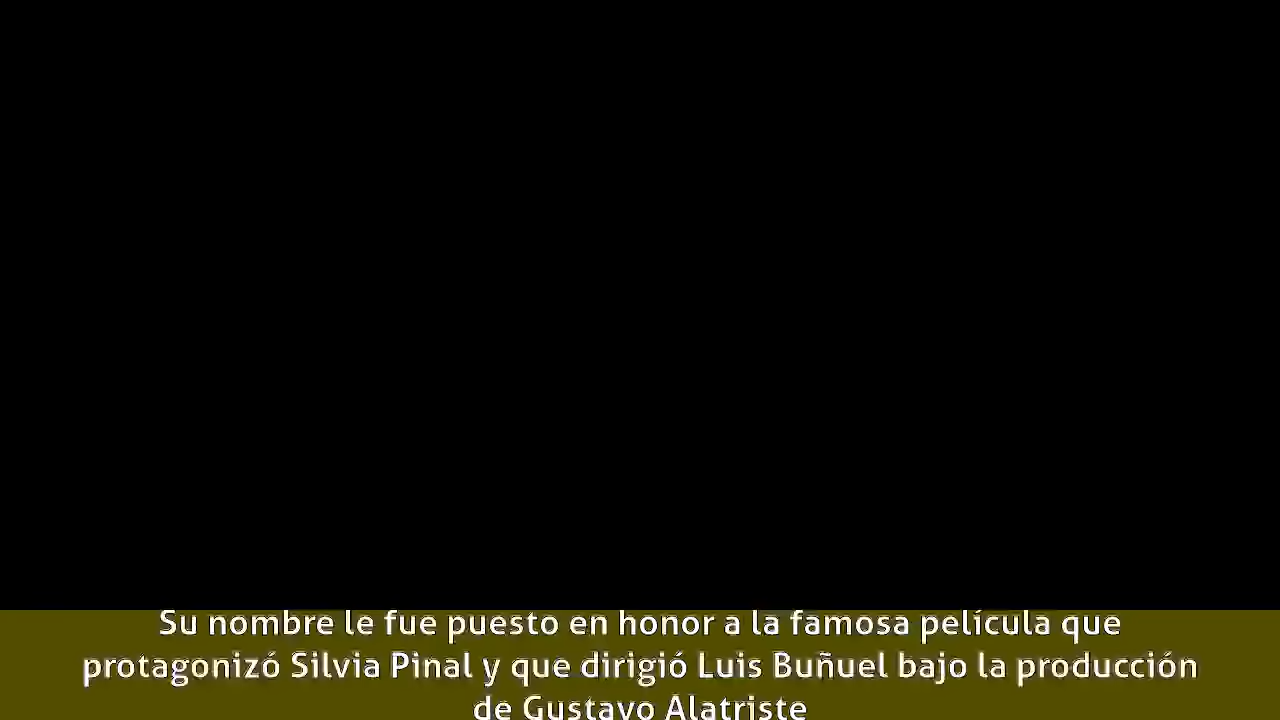 Su nombre le fue puesto en honor a la famosa película que
protagonizó Silvia Pinal y que dirigió Luis Buñuel bajo la producción
de Gustavo Alatriste